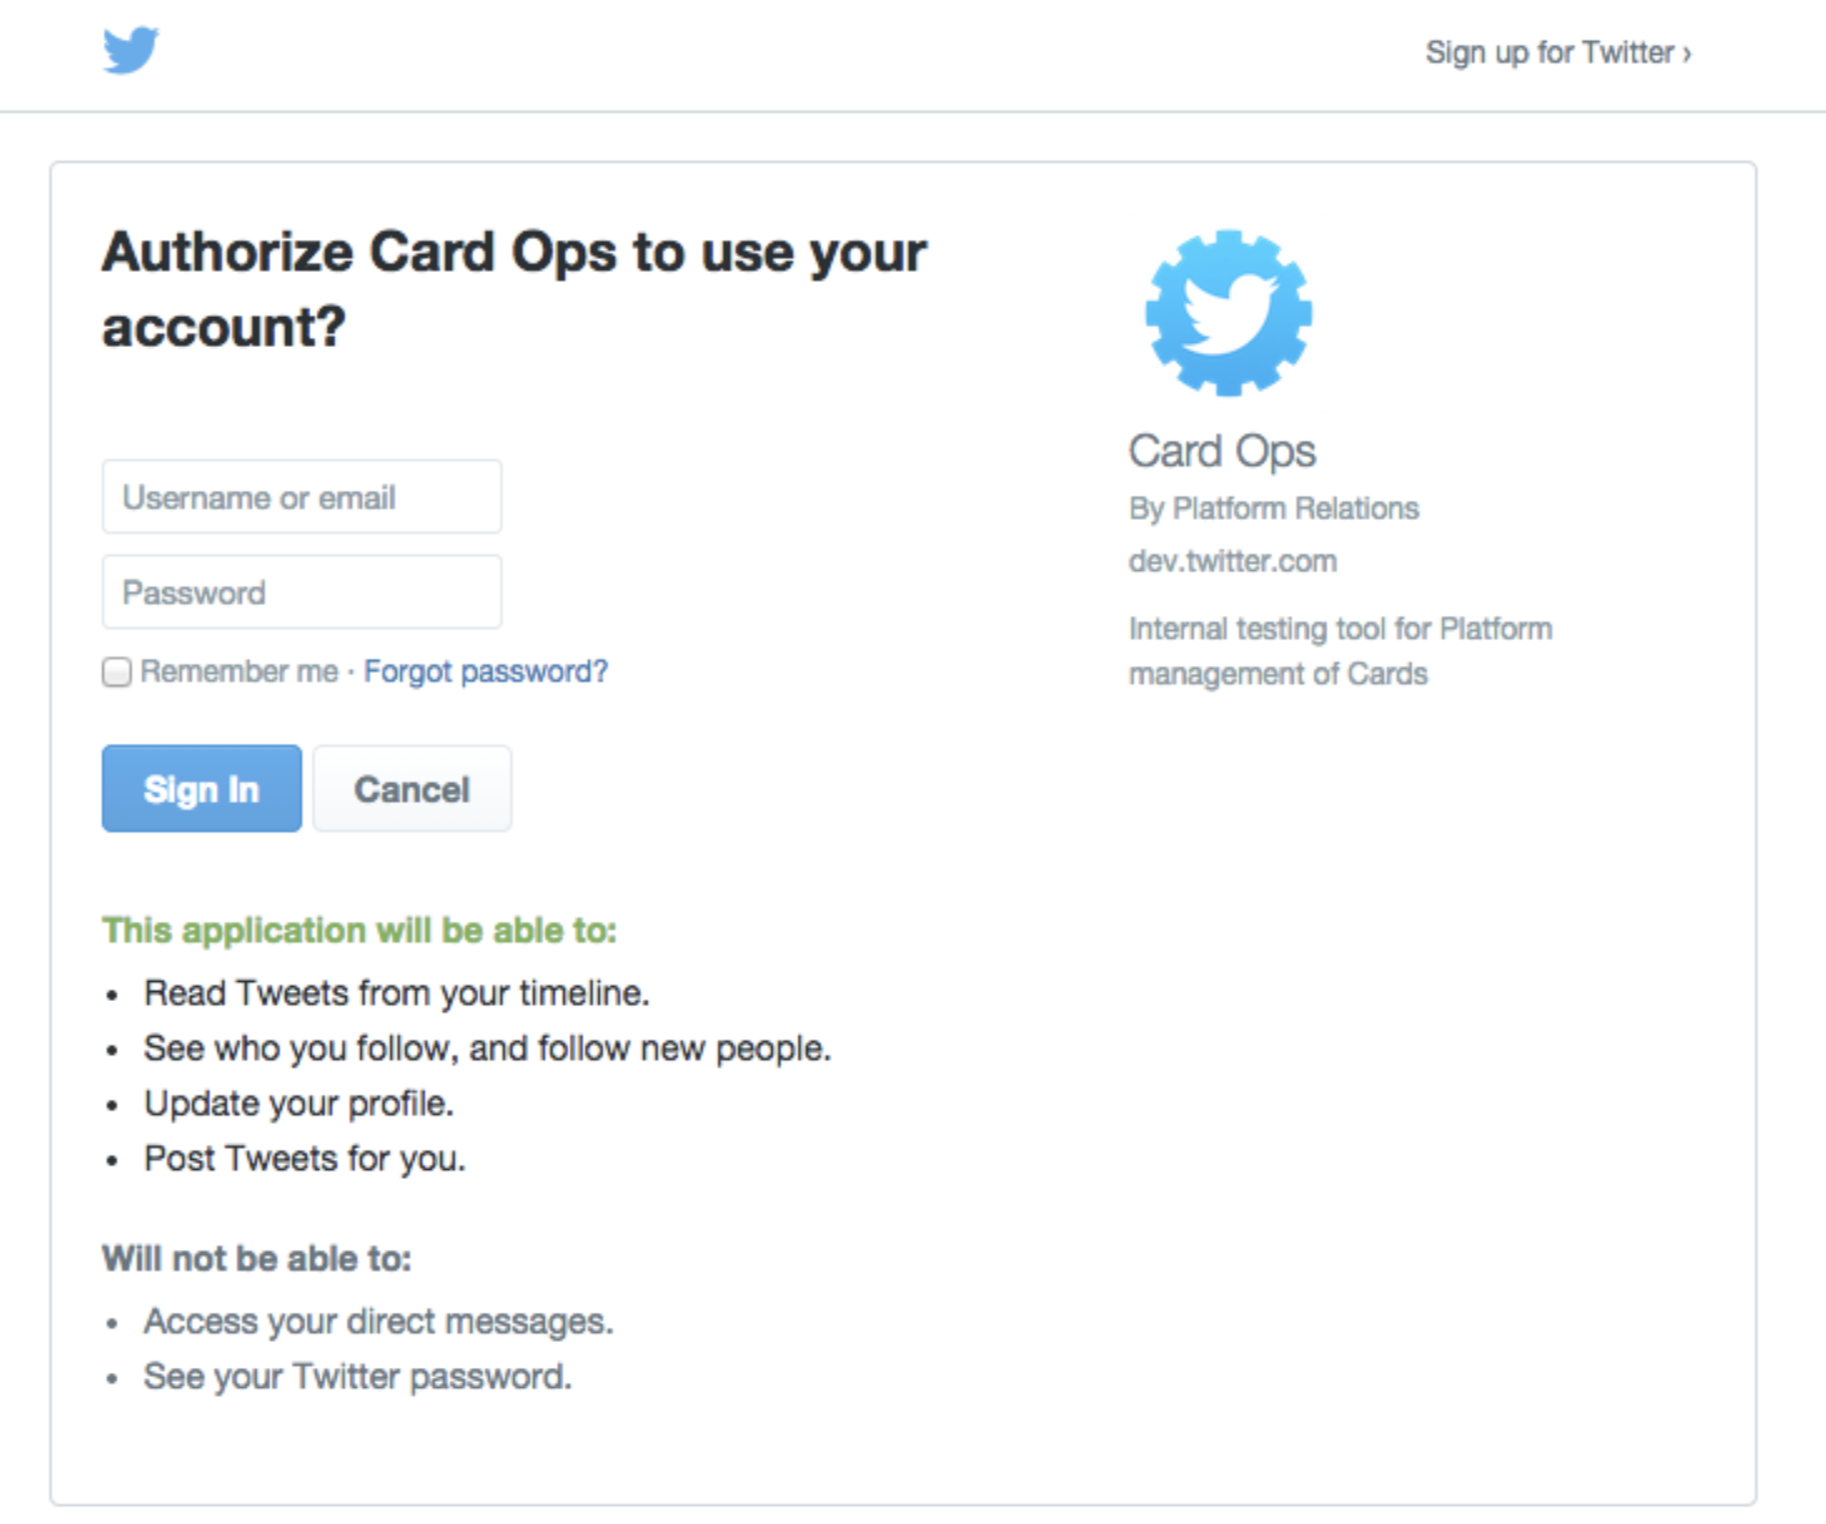 Sign up for Twitter ›
Authorize Card Ops to use your
account?
Username or email
Password
Remember me · Forgot password?
Sign In
Cancel
Card Ops
By Platform Relations
dev.twitter.com
Internal testing tool for Platform
management of Cards
This application will be able to:
• Read Tweets from your timeline.
• See who you follow, and follow new people.
• Update your profile.
• Post Tweets for you.
Will not be able to:
• Access your direct messages.
• See your Twitter password.